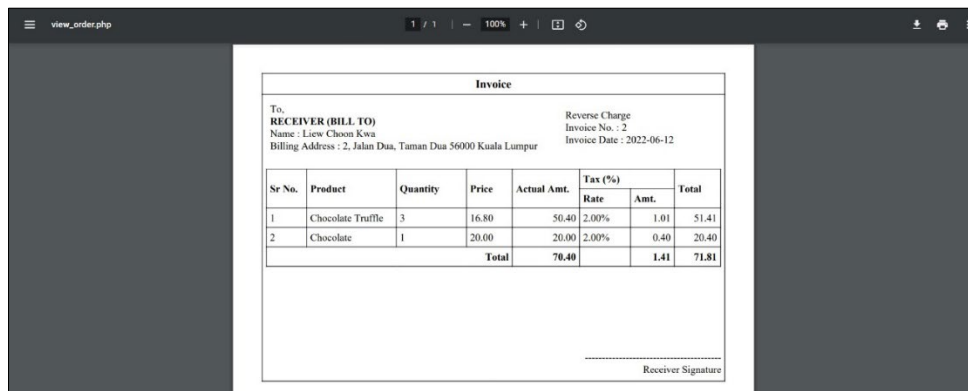 view_order.php
1 / 1 | − 100% + |
Invoice
To,
RECEIVER (BILL TO)
Name : Liew Choon Kwa
Billing Address : 2, Jalan Dua, Taman Dua 56000 Kuala Lumpur
Reverse Charge
Invoice No. : 2
Invoice Date : 2022-06-12
Sr No. Product Quantity Price Actual Amt. Tax (%) Total
Rate Amt.
1 Chocolate Truffle 3 16.80 50.40 2.00% 1.01 51.41
2 Chocolate 1 20.00 20.00 2.00% 0.40 20.40
Total 70.40 1.41 71.81
Receiver Signature